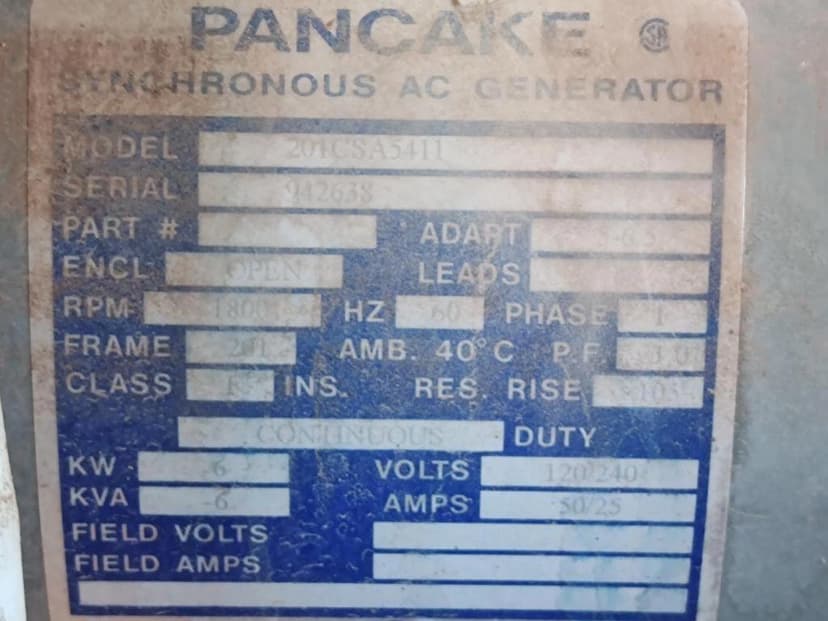 PANCAKE
SYNCHRONOUS AC GENERATOR
MODEL 201CSA5411
SERIAL 942638
PART # ADAPT
ENCL OPEN LEADS
RPM 1800 HZ 60 PHASE 1
FRAME 201 AMB. 40°C P.F.
CLASS F INS. RES. RISE 105
CONTINUOUS DUTY
KW 6 VOLTS 120/240
KVA 6 AMPS 50/25
FIELD VOLTS
FIELD AMPS